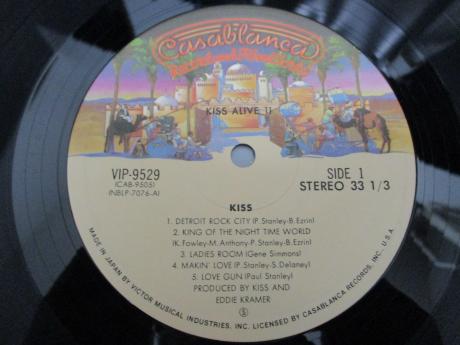 Casablanca
Record and FilmWorks
KISS ALIVE II
VIP-9529
(CAB-9505)
(NBLP-7076-A)
SIDE 1
STEREO 33 1/3
KISS
1. DETROIT ROCK CITY (P. Stanley-B. Ezrin)
2. KING OF THE NIGHT TIME WORLD
(K. Fowley-M. Anthony-P. Stanley-B. Ezrin)
3. LADIES ROOM (Gene Simmons)
4. MAKIN' LOVE (P. Stanley-S. Delaney)
5. LOVE GUN (Paul Stanley)
PRODUCED BY KISS AND
EDDIE KRAMER
Ⓢ
MADE IN JAPAN BY VICTOR MUSICAL INDUSTRIES, INC. LICENSED BY CASABLANCA RECORDS, INC., U.S.A.